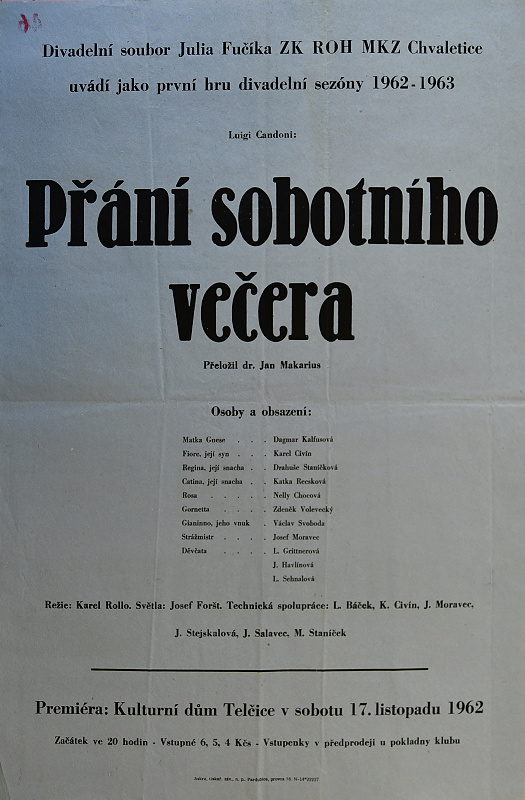 Divadelní soubor Julia Fučíka ZK ROH MKZ Chvaletice
uvádí jako první hru divadelní sezóny 1962-1963
Luigi Candoni:
Přání sobotního
večera
Přeložil dr. Jan Makarius
Osoby a obsazení:
Matka Gnese . . . Dagmar Kalfusová
Fiore, její syn . . . Karel Civín
Regina, její snacha . . Drahuše Staníčková
Catina, její snacha . . Katka Recsková
Rosa . . . . . Nelly Chocová
Gornetta . . . . Zdeněk Volevecký
Gianinno, jeho vnuk . Václav Svoboda
Strážmistr . . . . Josef Moravec
Děvčata . . . . L. Grittnerová
J. Havlínová
L. Sehnalová
Režie: Karel Rollo. Světla: Josef Foršt. Technická spolupráce: L. Báček, K. Civín, J. Moravec,
J. Stejskalová, J. Salavec, M. Staníček
Premiéra: Kulturní dům Telčice v sobotu 17. listopadu 1962
Začátek ve 20 hodin - Vstupné 6, 5, 4 Kčs - Vstupenky v předprodeji u pokladny klubu